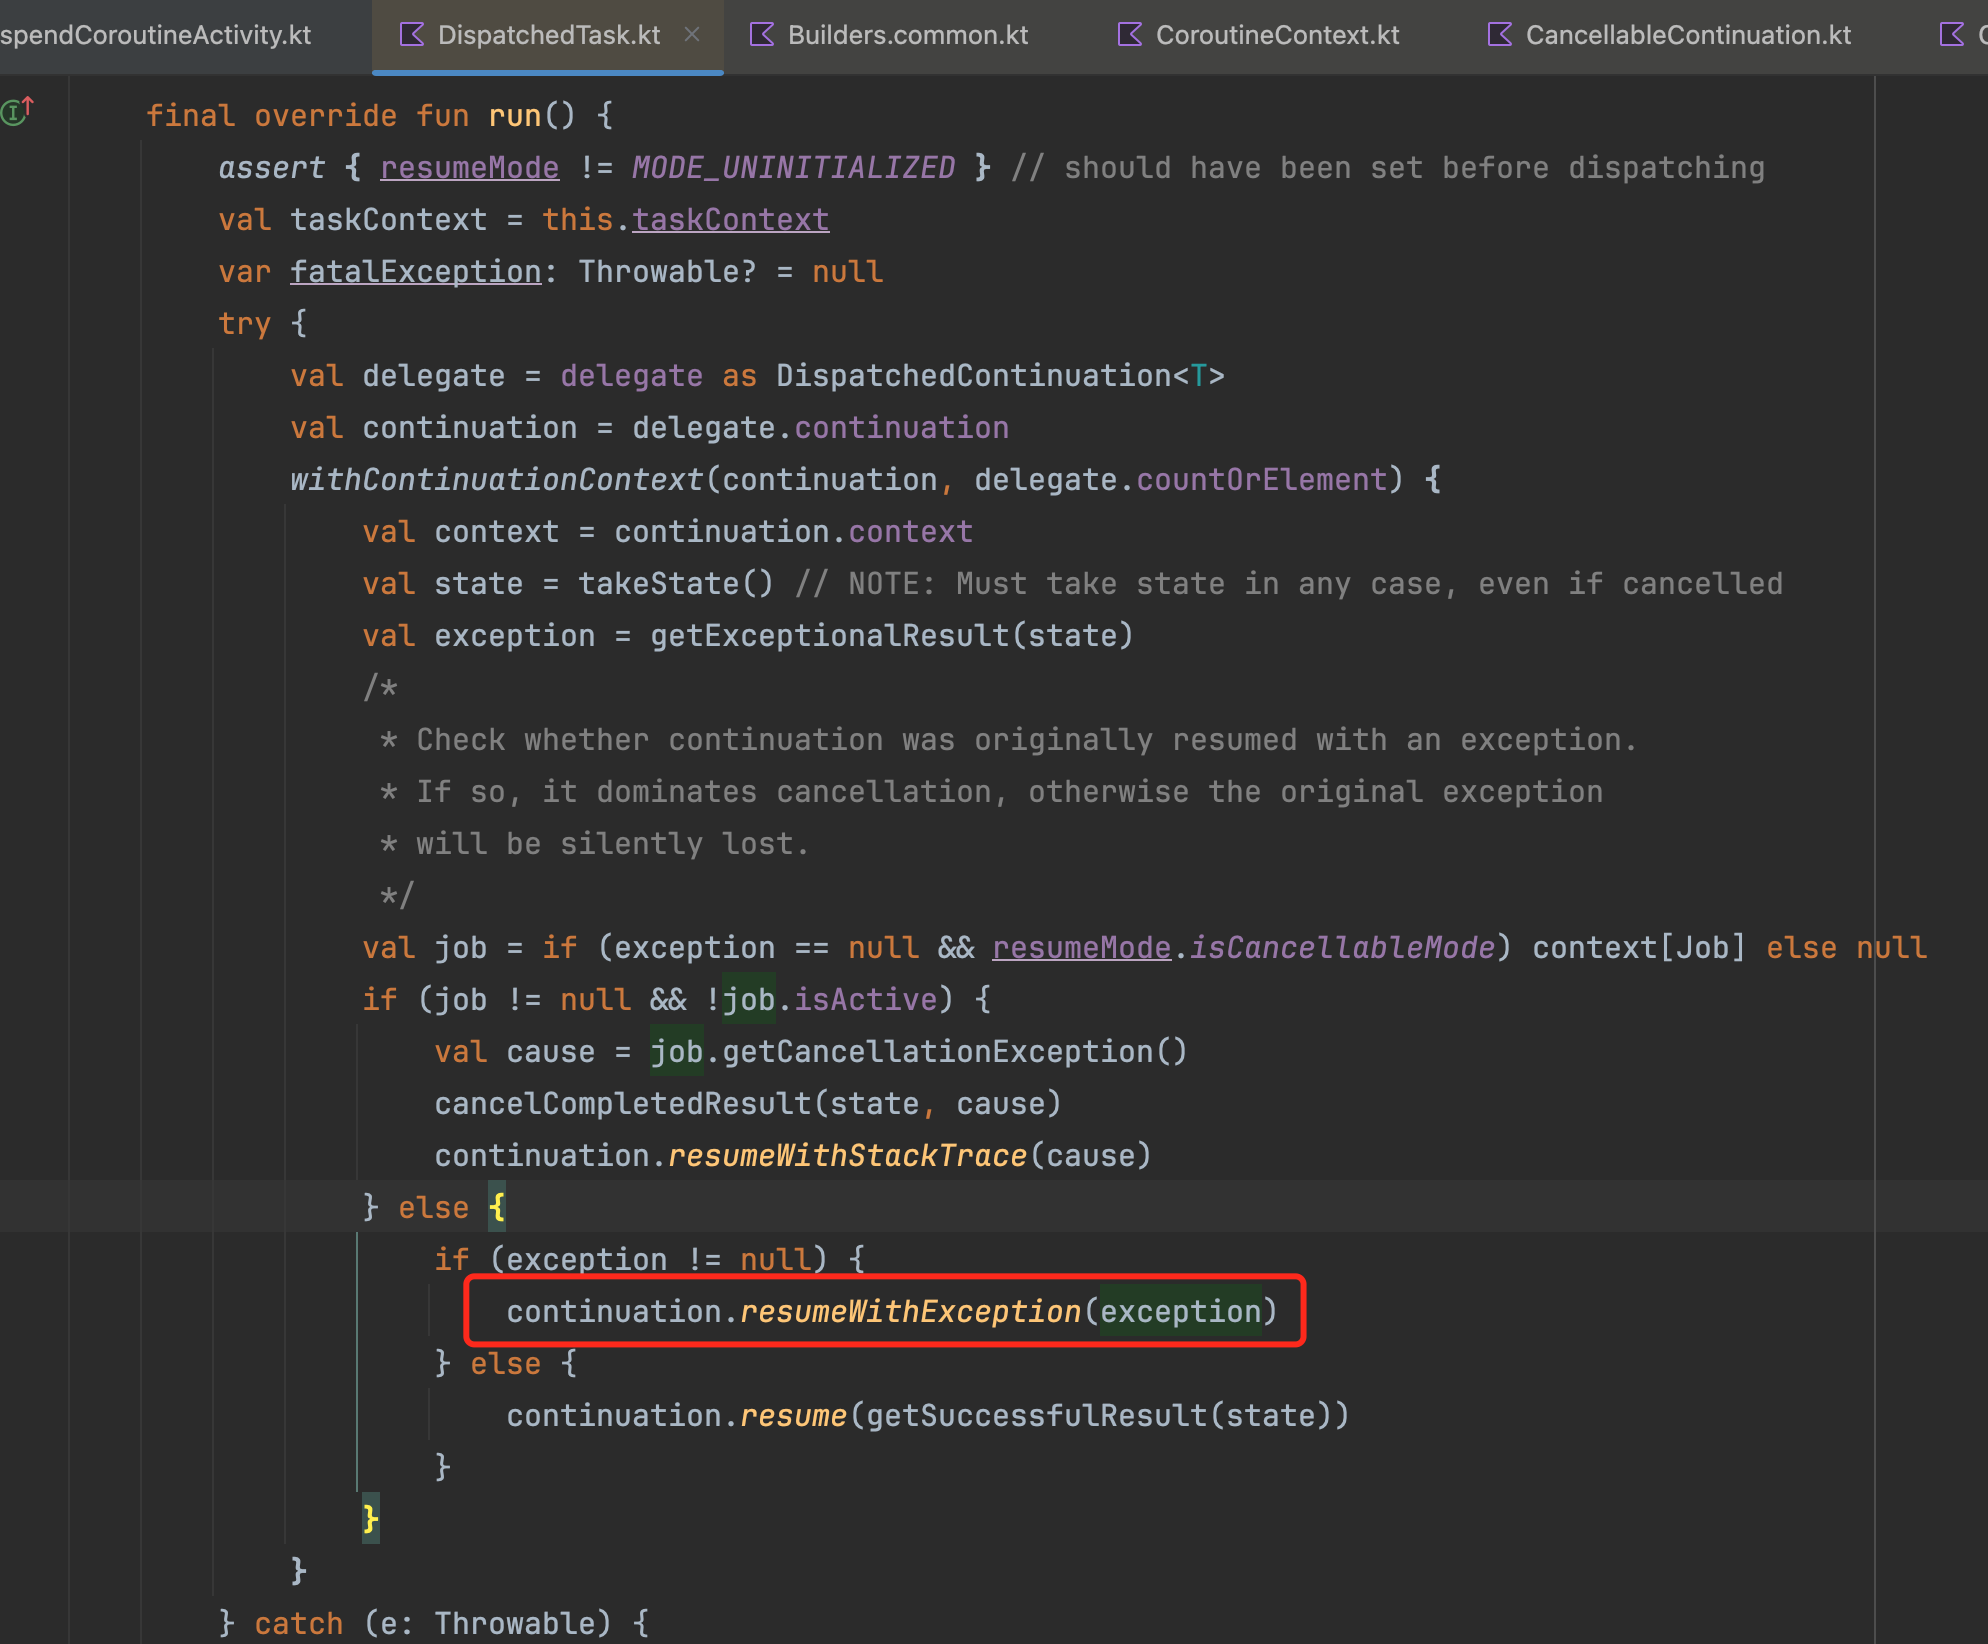 spendCoroutineActivity.kt DispatchedTask.kt Builders.common.kt CoroutineContext.kt CancellableContinuation.kt
final override fun run() {
assert { resumeMode != MODE_UNINITIALIZED } // should have been set before dispatching
val taskContext = this.taskContext
var fatalException: Throwable? = null
try {
val delegate = delegate as DispatchedContinuation<T>
val continuation = delegate.continuation
withContinuationContext(continuation, delegate.countOrElement) {
val context = continuation.context
val state = takeState() // NOTE: Must take state in any case, even if cancelled
val exception = getExceptionalResult(state)
/*
* Check whether continuation was originally resumed with an exception.
* If so, it dominates cancellation, otherwise the original exception
* will be silently lost.
*/
val job = if (exception == null && resumeMode.isCancellableMode) context[Job] else null
if (job != null && !job.isActive) {
val cause = job.getCancellationException()
cancelCompletedResult(state, cause)
continuation.resumeWithStackTrace(cause)
} else {
if (exception != null) {
continuation.resumeWithException(exception)
} else {
continuation.resume(getSuccessfulResult(state))
}
}
}
} catch (e: Throwable) {